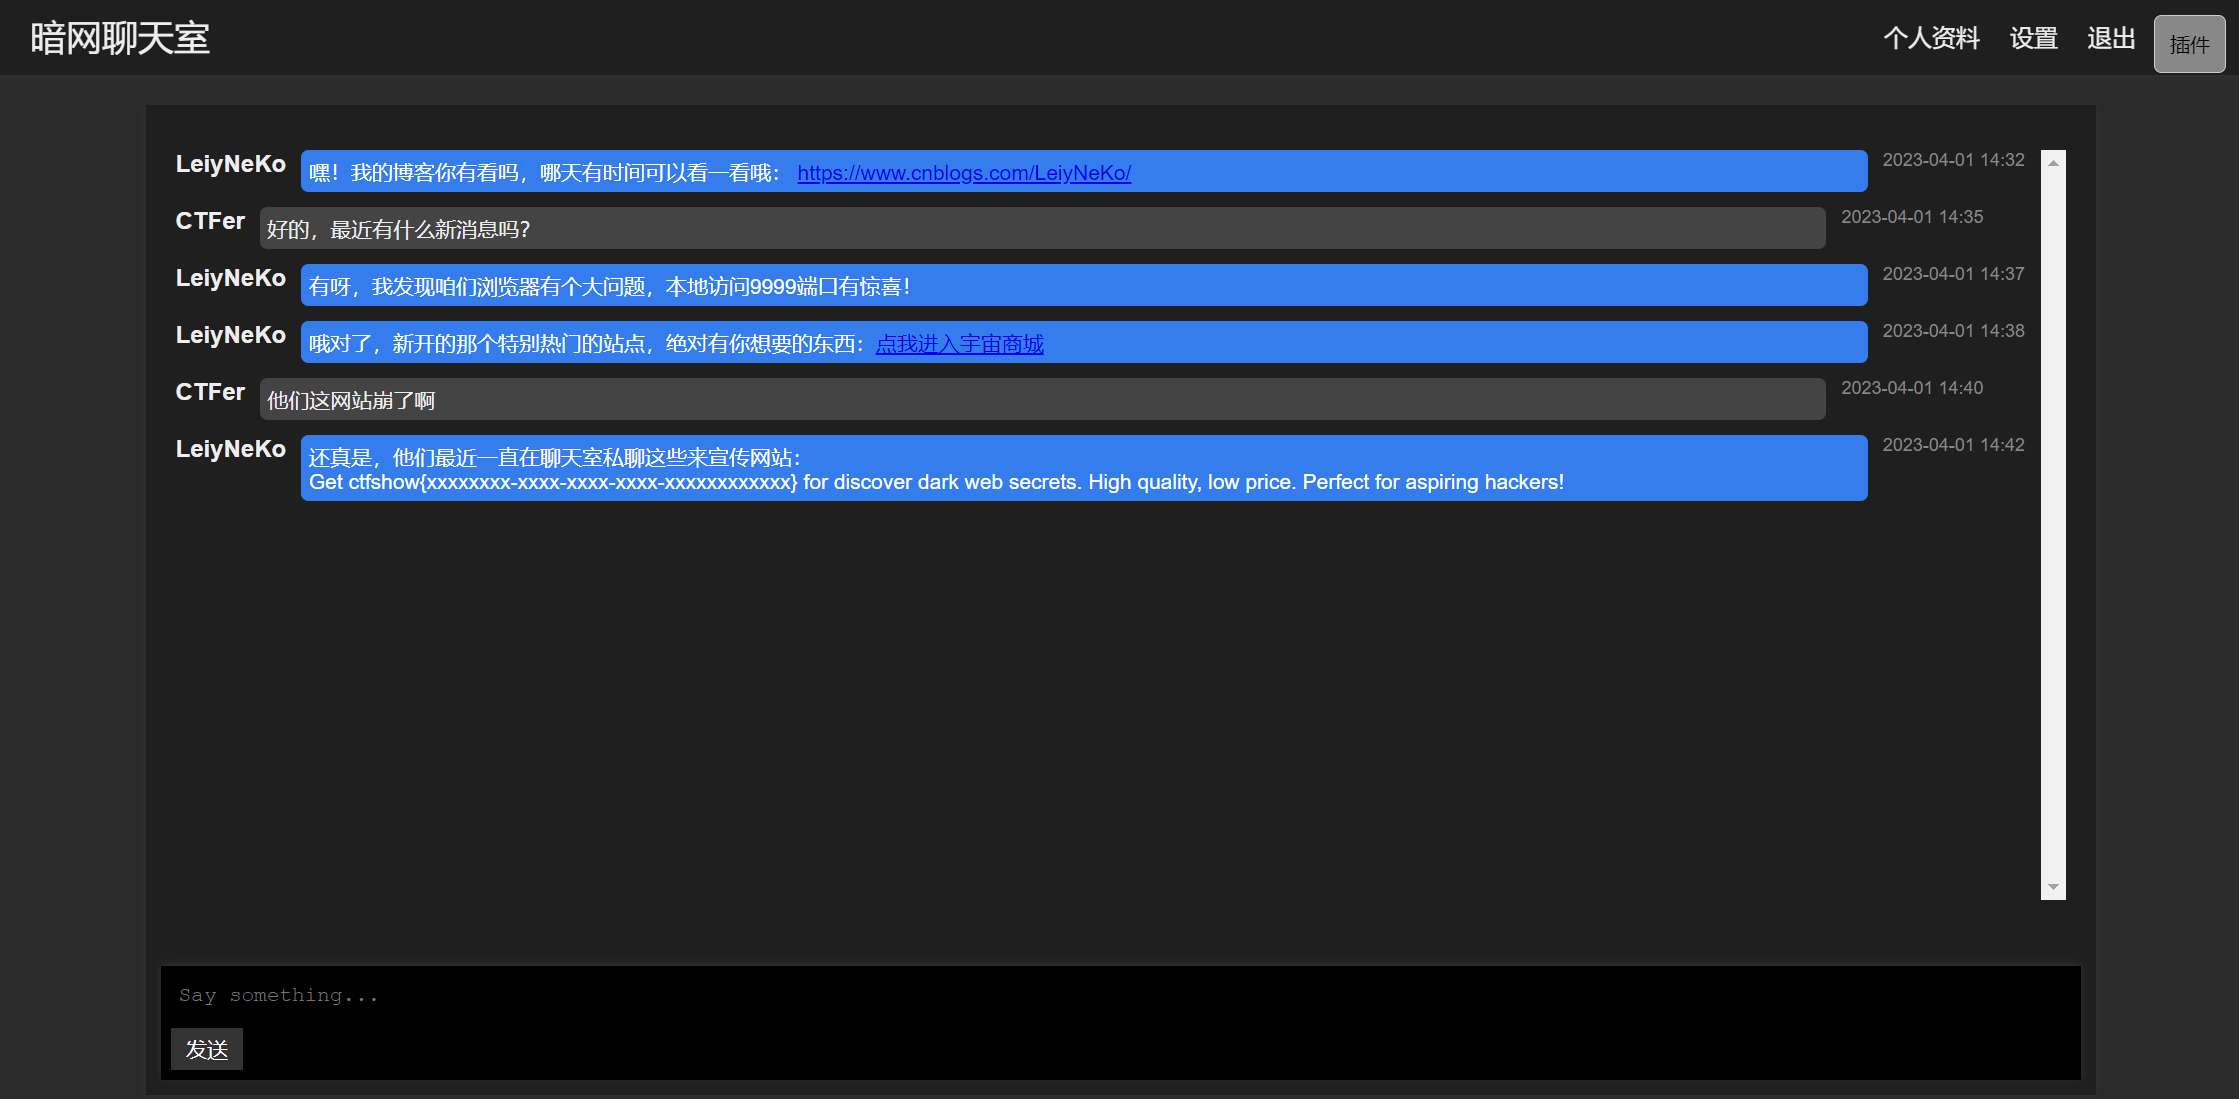 暗网聊天室
个人资料 设置 退出 插件
LeiyNeKo 嘿！我的博客你有看吗，哪天有时间可以看一看哦： https://www.cnblogs.com/LeiyNeKo/ 2023-04-01 14:32
CTFer 好的，最近有什么新消息吗？ 2023-04-01 14:35
LeiyNeKo 有呀，我发现咱们浏览器有个大问题，本地访问9999端口有惊喜！ 2023-04-01 14:37
LeiyNeKo 哦对了，新开的那个特别热门的站点，绝对有你想要的东西：点我进入宇宙商城 2023-04-01 14:38
CTFer 他们这网站崩了啊 2023-04-01 14:40
LeiyNeKo 还真是，他们最近一直在聊天室私聊这些来宣传网站： 2023-04-01 14:42
Get ctfshow{xxxxxxxx-xxxx-xxxx-xxxx-xxxxxxxxxxxx} for discover dark web secrets. High quality, low price. Perfect for aspiring hackers!
Say something...
发送